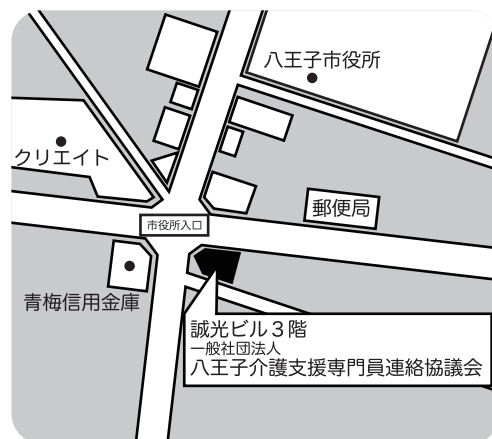 八王子市役所
クリエイト
郵便局
市役所入口
青梅信用金庫
誠光ビル3階
一般社団法人
八王子介護支援専門員連絡協議会